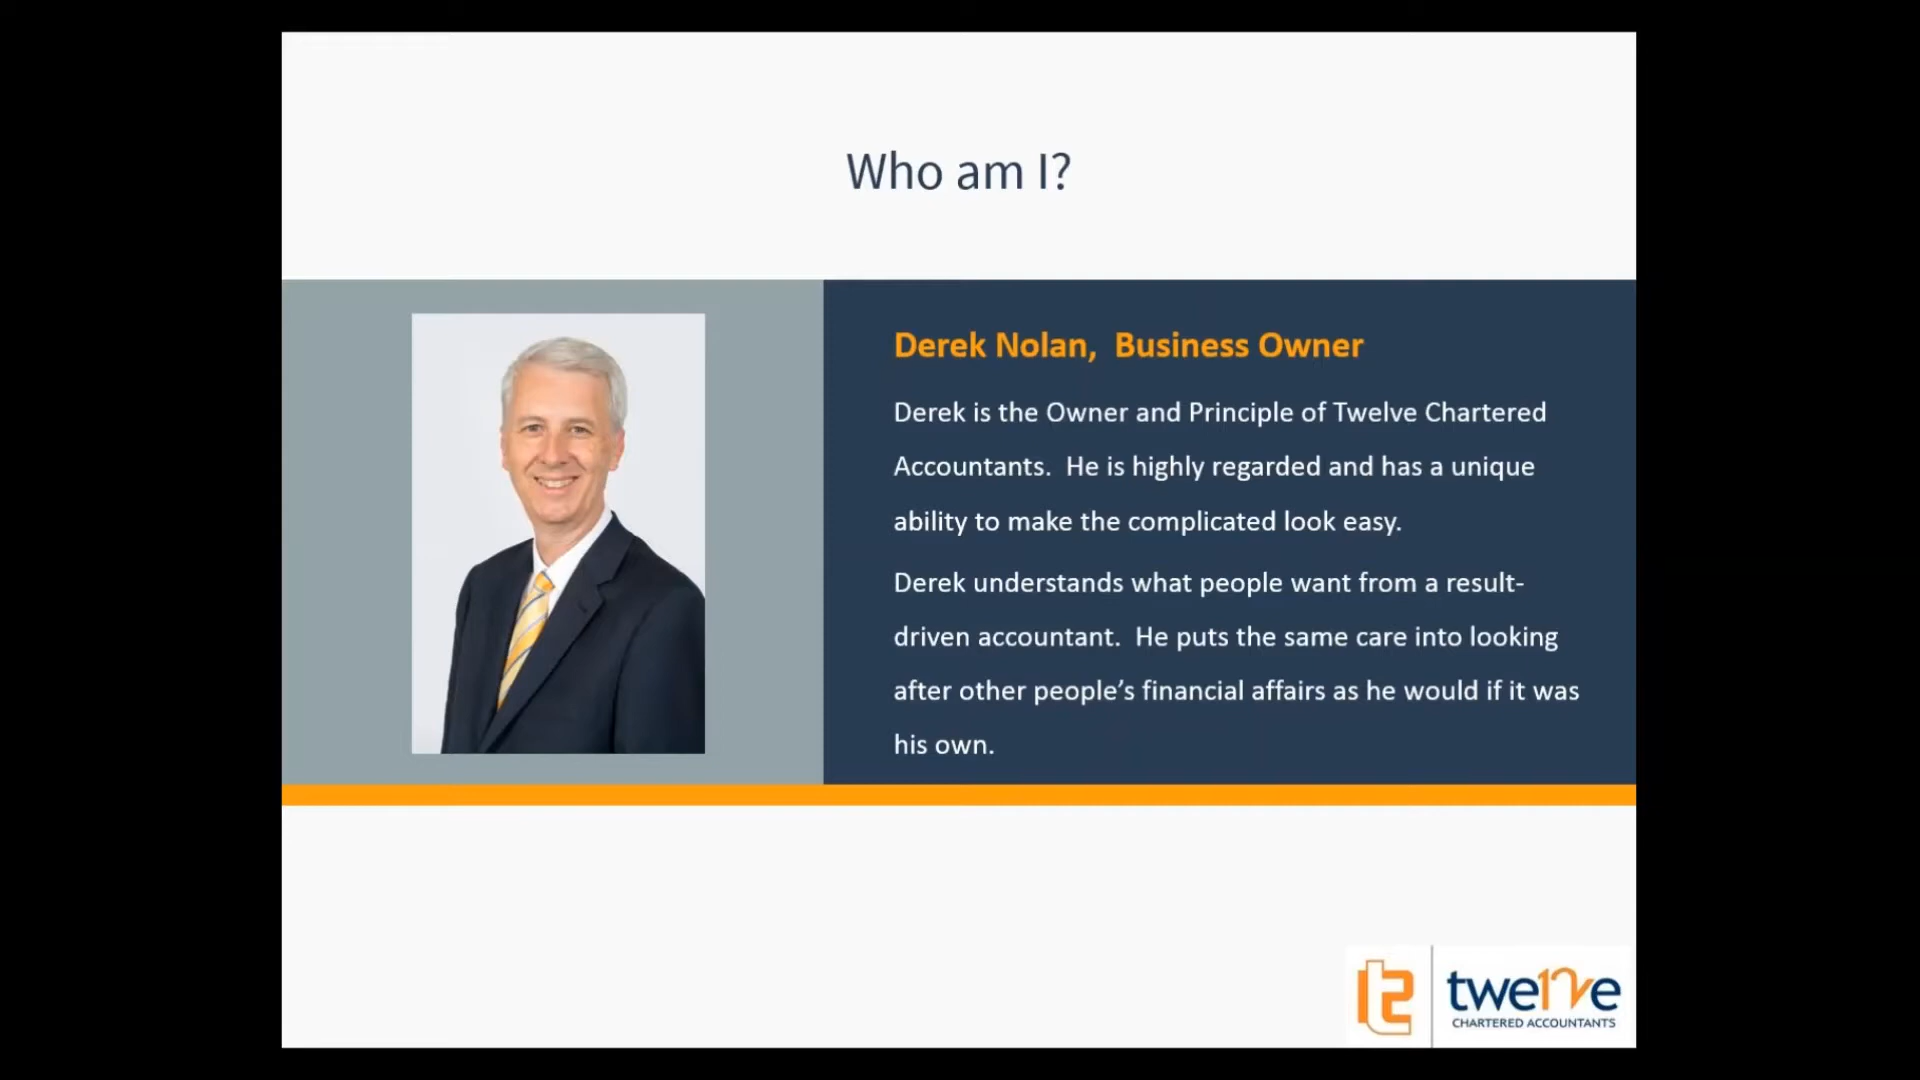 Who am I?
Derek Nolan,  Business Owner
Derek is the Owner and Principle of Twelve Chartered
Accountants.  He is highly regarded and has a unique
ability to make the complicated look easy.
Derek understands what people want from a result-
driven accountant.  He puts the same care into looking
after other people’s financial affairs as he would if it was
his own.
twe12ve
CHARTERED ACCOUNTANTS